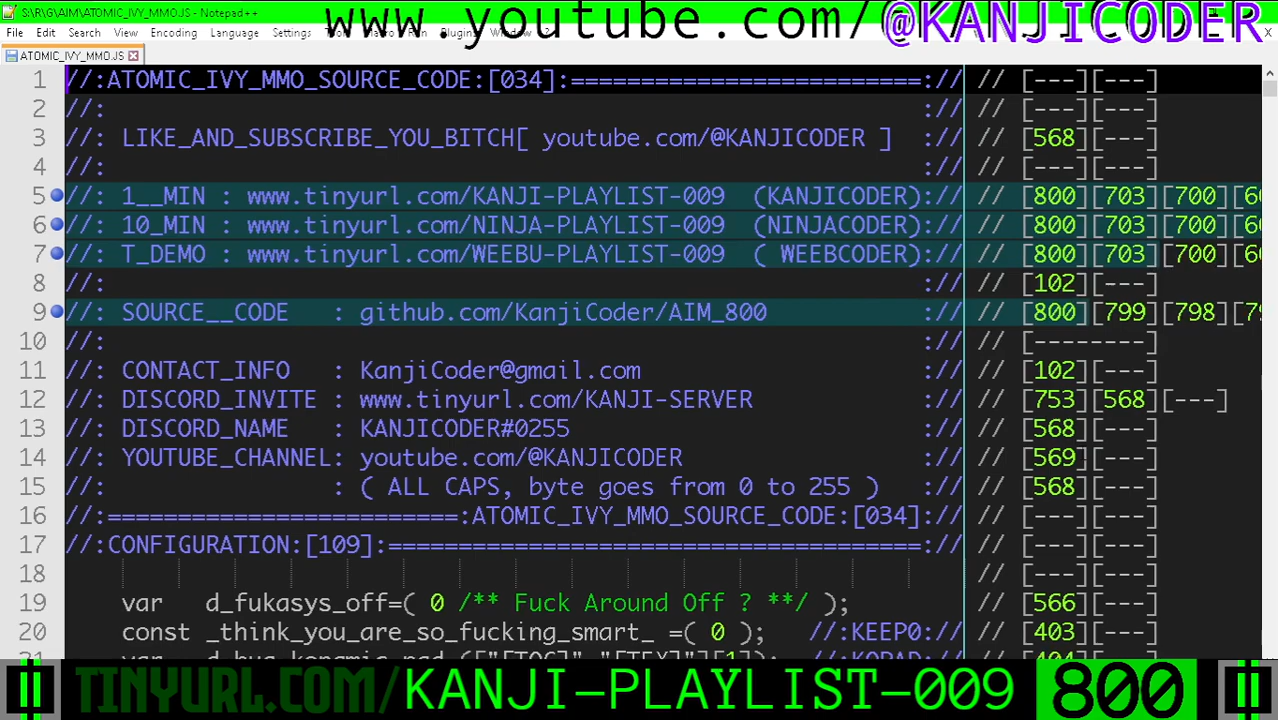 S:\R\G\AIM\ATOMIC_IVY_MMO.JS - Notepad++
www.youtube.com/@KANJICODER
File Edit Search View Encoding Language Settings
ATOMIC_IVY_MMO.JS
1 //:ATOMIC_IVY_MMO_SOURCE_CODE:[034]:=========================:// // [---][---]
2 //: :// // [---][---]
3 //: LIKE_AND_SUBSCRIBE_YOU_BITCH[ youtube.com/@KANJICODER ] :// // [568][---]
4 //: :// // [---][---]
5 //: 1__MIN : www.tinyurl.com/KANJI-PLAYLIST-009 (KANJICODER):// // [800][703][700][
6 //: 10_MIN : www.tinyurl.com/NINJA-PLAYLIST-009 (NINJACODER):// // [800][703][700][
7 //: T_DEMO : www.tinyurl.com/WEEBU-PLAYLIST-009 ( WEEBCODER):// // [800][703][700][
8 //: :// // [102][---]
9 //: SOURCE__CODE : github.com/KanjiCoder/AIM_800 :// // [800][799][798][
10 //: :// // [--------]
11 //: CONTACT_INFO : KanjiCoder@gmail.com :// // [102][---]
12 //: DISCORD_INVITE : www.tinyurl.com/KANJI-SERVER :// // [753][568][---]
13 //: DISCORD_NAME : KANJICODER#0255 :// // [568][---]
14 //: YOUTUBE_CHANNEL: youtube.com/@KANJICODER :// // [569][---]
15 //: : ( ALL CAPS, byte goes from 0 to 255 ) :// // [568][---]
16 //:=========================:ATOMIC_IVY_MMO_SOURCE_CODE:[034]:// // [---][---]
17 //:CONFIGURATION:[109]:======================================:// // [---][---]
18 // [---][---]
19 var d_fukasys_off=( 0 /** Fuck Around Off ? **/ ); // [566][---]
20 const _think_you_are_so_fucking_smart_ =( 0 ); //:KEEP0:// // [403][---]
TINYURL.COM/KANJI-PLAYLIST-009 800